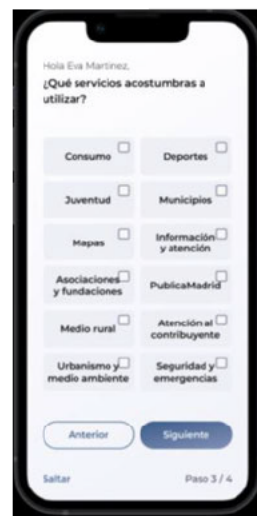 Hola Eva Martinez,
¿Qué servicios acostumbras a
utilizar?
Consumo
Deportes
Juventud
Municipios
Mapas
Información
y atención
Asociaciones
y fundaciones
PublicaMadrid
Medio rural
Atención al
contribuyente
Urbanismo y
medio ambiente
Seguridad y
emergencias
Anterior
Siguiente
Saltar
Paso 3 / 4